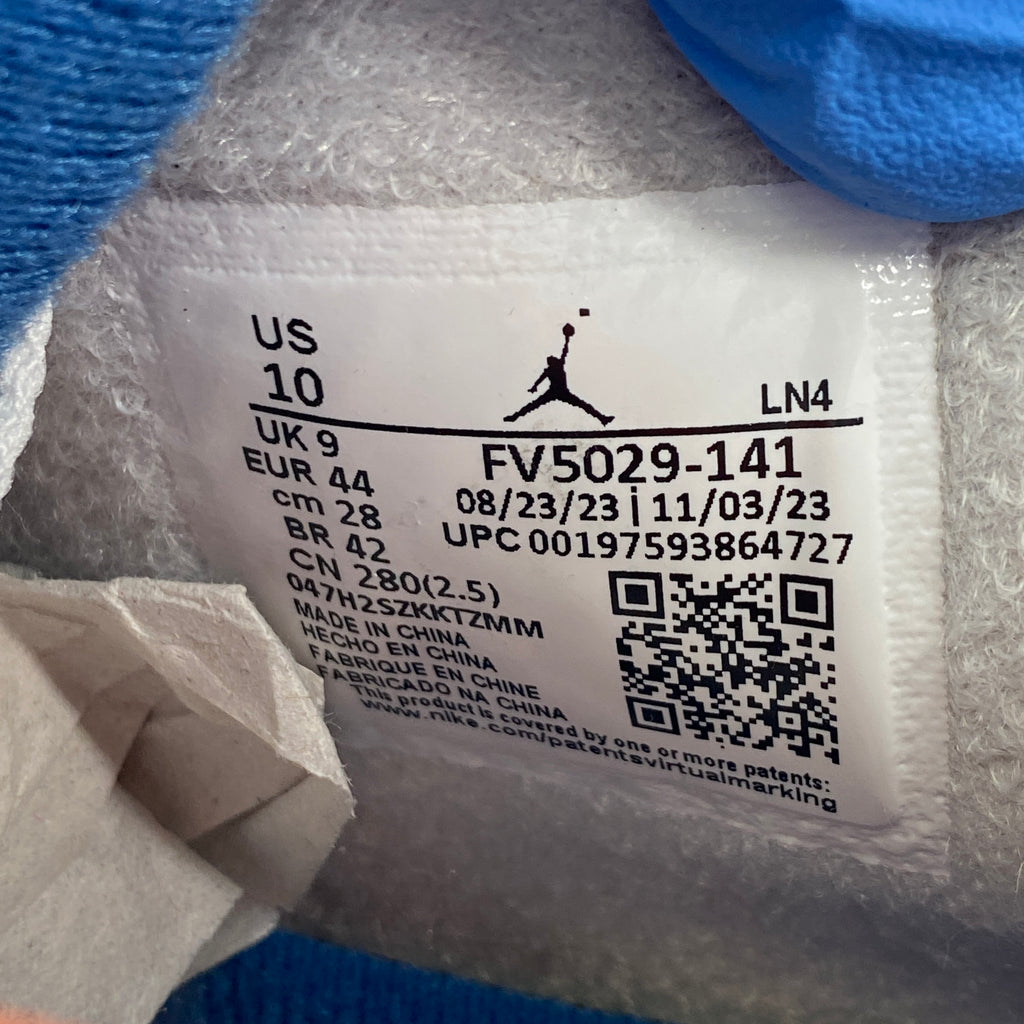 US
10
LN4
UK 9
EUR 44
cm 28
BR 42
CN 280(2.5)
FV5029-141
08/23/23 | 11/03/23
UPC 00197593864727
047H2SZKKTZMM
MADE IN CHINA
HECHO EN CHINA
FABRIQUE EN CHINE
FABRICADO NA CHINA
This product is covered by one or more patents:
www.nike.com/patentsvirtualmarking